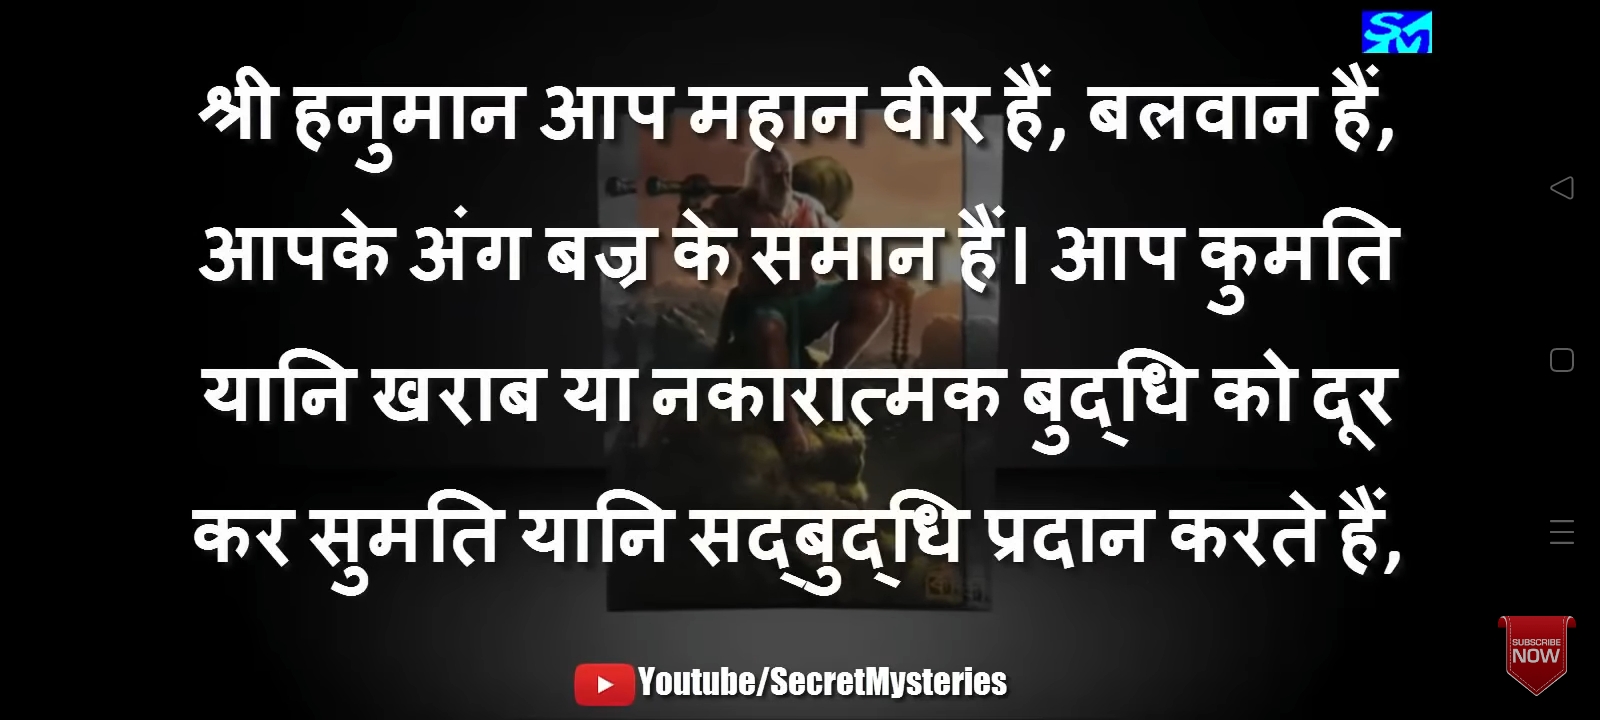 SM
श्री हनुमान आप महान वीर हैं, बलवान हैं,
आपके अंग बज्र के समान हैं। आप कुमति
यानि खराब या नकारात्मक बुद्‌धि को दूर
कर सुमति यानि सद्‌बुद्‌धि प्रदान करते हैं,
SUBSCRIBE
NOW
Youtube/SecretMysteries